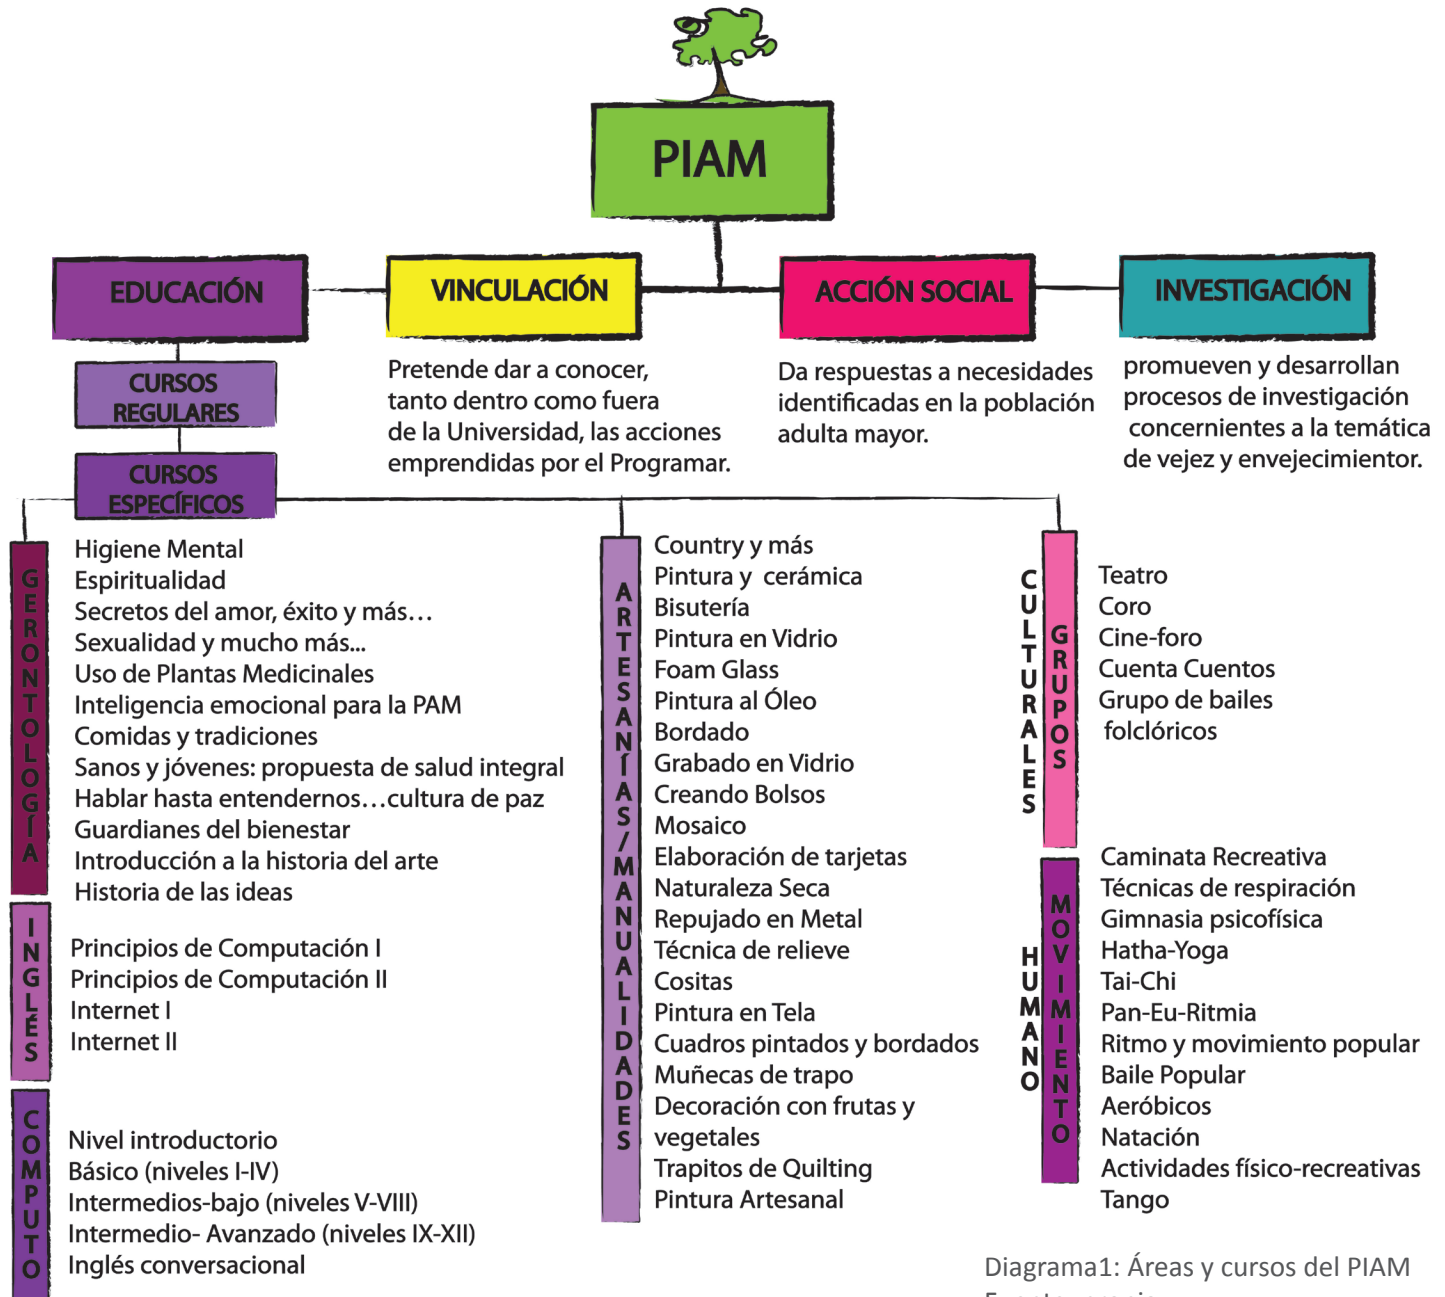 PIAM
EDUCACIÓN
VINCULACIÓN
ACCIÓN SOCIAL
INVESTIGACIÓN
CURSOS
REGULARES
CURSOS
ESPECÍFICOS
Pretende dar a conocer,
tanto dentro como fuera
de la Universidad, las acciones
emprendidas por el Programar.
Da respuestas a necesidades
identificadas en la población
adulta mayor.
promueven y desarrollan
procesos de investigación
concernientes a la temática
de vejez y envejecimientor.
GERONTOLOGÍA
Higiene Mental
Espiritualidad
Secretos del amor, éxito y más…
Sexualidad y mucho más...
Uso de Plantas Medicinales
Inteligencia emocional para la PAM
Comidas y tradiciones
Sanos y jóvenes: propuesta de salud integral
Hablar hasta entendernos…cultura de paz
Guardianes del bienestar
Introducción a la historia del arte
Historia de las ideas
INGLÉS
Principios de Computación I
Principios de Computación II
Internet I
Internet II
COMPUTO
Nivel introductorio
Básico (niveles I-IV)
Intermedios-bajo (niveles V-VIII)
Intermedio- Avanzado (niveles IX-XII)
Inglés conversacional
ARTESANÍAS/MANUALIDADES
Country y más
Pintura y cerámica
Bisutería
Pintura en Vidrio
Foam Glass
Pintura al Óleo
Bordado
Grabado en Vidrio
Creando Bolsos
Mosaico
Elaboración de tarjetas
Naturaleza Seca
Repujado en Metal
Técnica de relieve
Cositas
Pintura en Tela
Cuadros pintados y bordados
Muñecas de trapo
Decoración con frutas y
vegetales
Trapitos de Quilting
Pintura Artesanal
CULTURALES
GRUPOS
Teatro
Coro
Cine-foro
Cuenta Cuentos
Grupo de bailes
folclóricos
HUMANO
MOVIMIENTO
Caminata Recreativa
Técnicas de respiración
Gimnasia psicofísica
Hatha-Yoga
Tai-Chi
Pan-Eu-Ritmia
Ritmo y movimiento popular
Baile Popular
Aeróbicos
Natación
Actividades físico-recreativas
Tango
Diagrama1: Áreas y cursos del PIAM